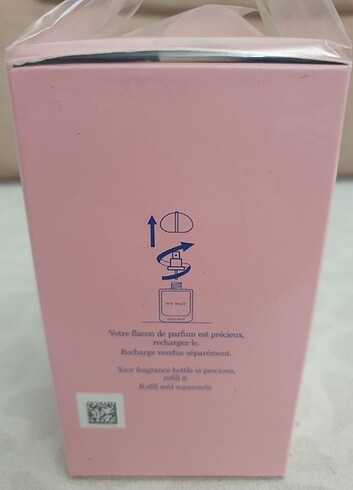 MY WAY
Votre flacon de parfum est précieux,
rechargez-le.
Recharge vendue séparément.
Your fragrance bottle is precious,
refill it.
Refill sold separately.